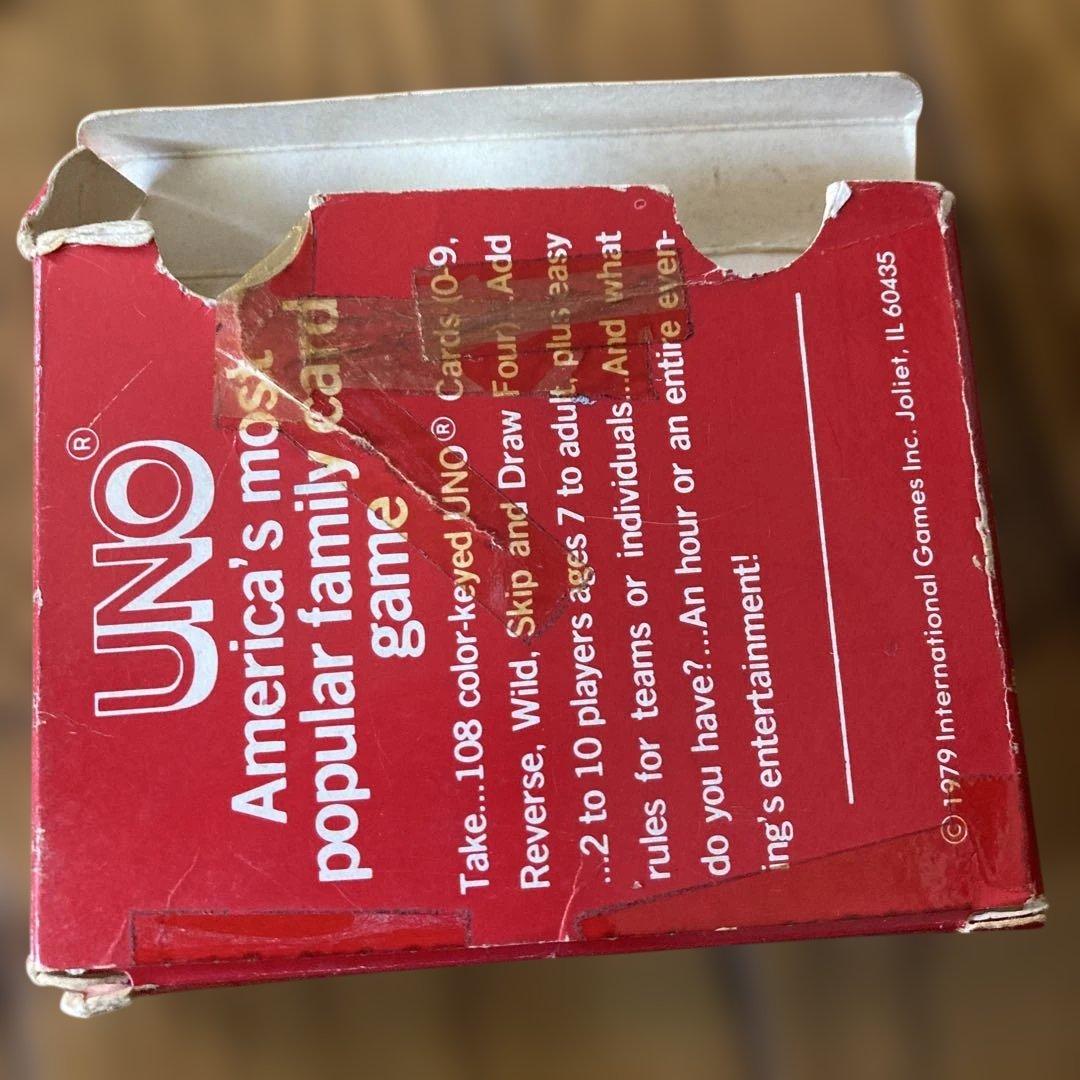 UNO®
America's most
popular family card
game
Take...108 color-keyed UNO® Cards (0-9,
Reverse, Wild, Skip and Draw Four). Add
...2 to 10 players ages 7 to adult, plus easy
rules for teams or individuals...And what
do you have?...An hour or an entire even-
ing's entertainment!
© 1979 International Games Inc. Joliet, IL 60435